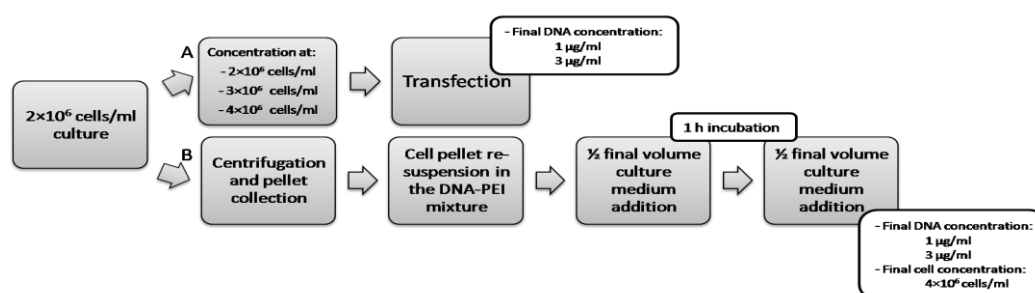 2×10⁶ cells/ml
culture
A
Concentration at:
- 2×10⁶ cells/ml
- 3×10⁶ cells/ml
- 4×10⁶ cells/ml
Transfection
- Final DNA concentration:
1 µg/ml
3 µg/ml
B
Centrifugation
and pellet
collection
Cell pellet re-
suspension in
the DNA-PEI
mixture
½ final volume
culture
medium
addition
1 h incubation
½ final volume
culture
medium
addition
- Final DNA concentration:
1 µg/ml
3 µg/ml
- Final cell concentration:
4×10⁶ cells/ml